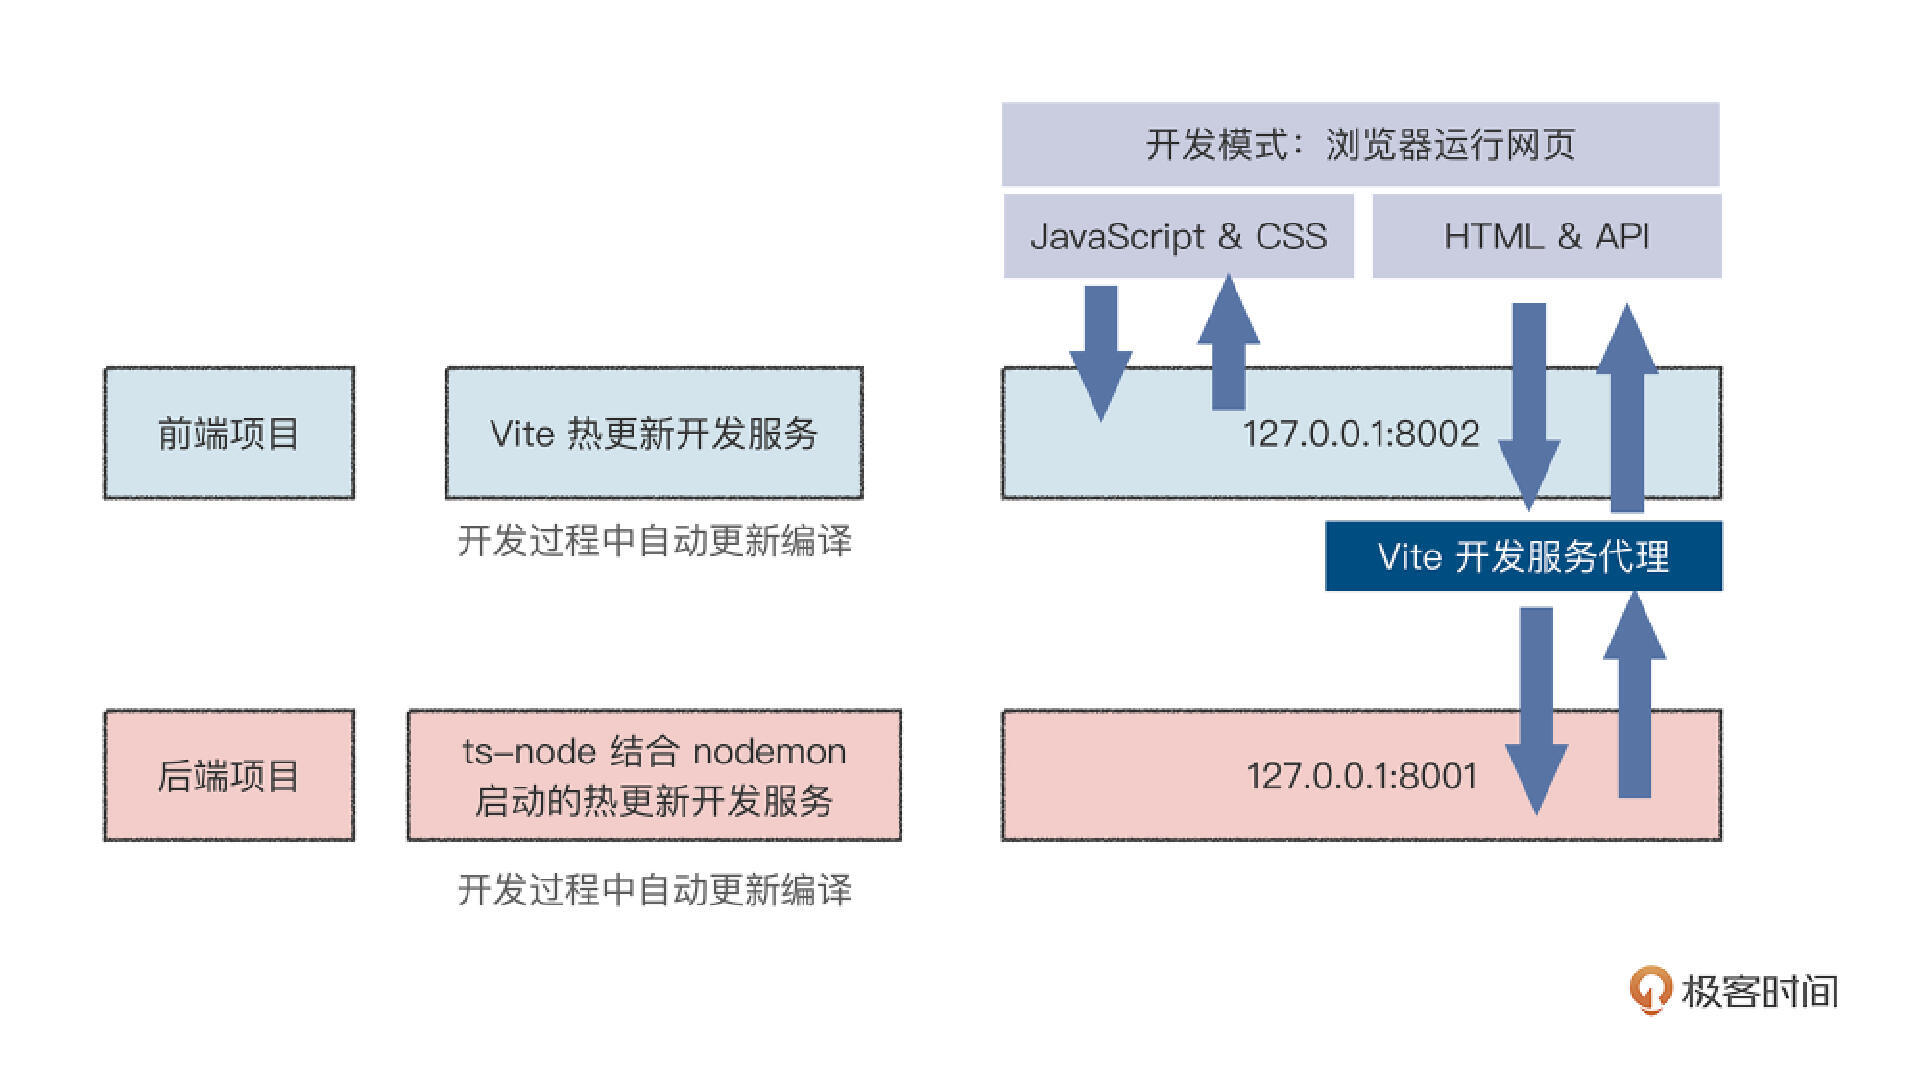 开发模式：浏览器运行网页
JavaScript & CSS
HTML & API
前端项目
Vite 热更新开发服务
127.0.0.1:8002
开发过程中自动更新编译
Vite 开发服务代理
后端项目
ts-node 结合 nodemon
启动的热更新开发服务
127.0.0.1:8001
开发过程中自动更新编译
极客时间